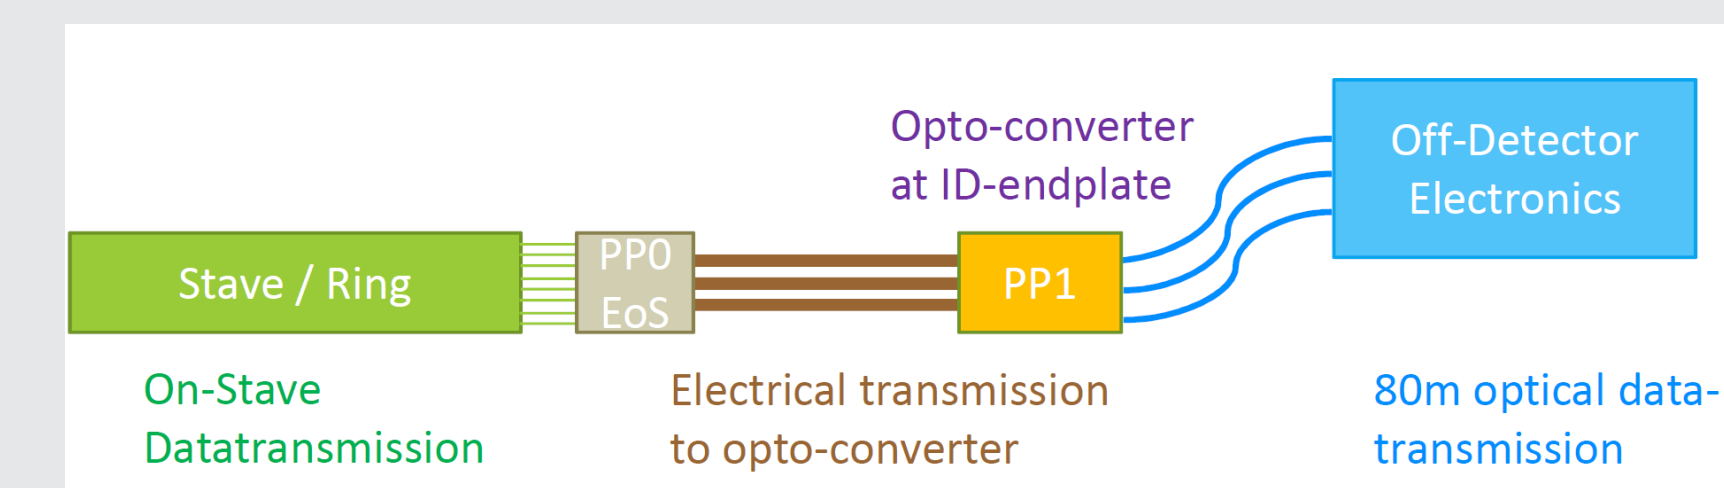 Opto-converter
at ID-endplate
Off-Detector
Electronics
Stave / Ring
PP0
EoS
PP1
On-Stave
Datatransmission
Electrical transmission
to opto-converter
80m optical data-
transmission